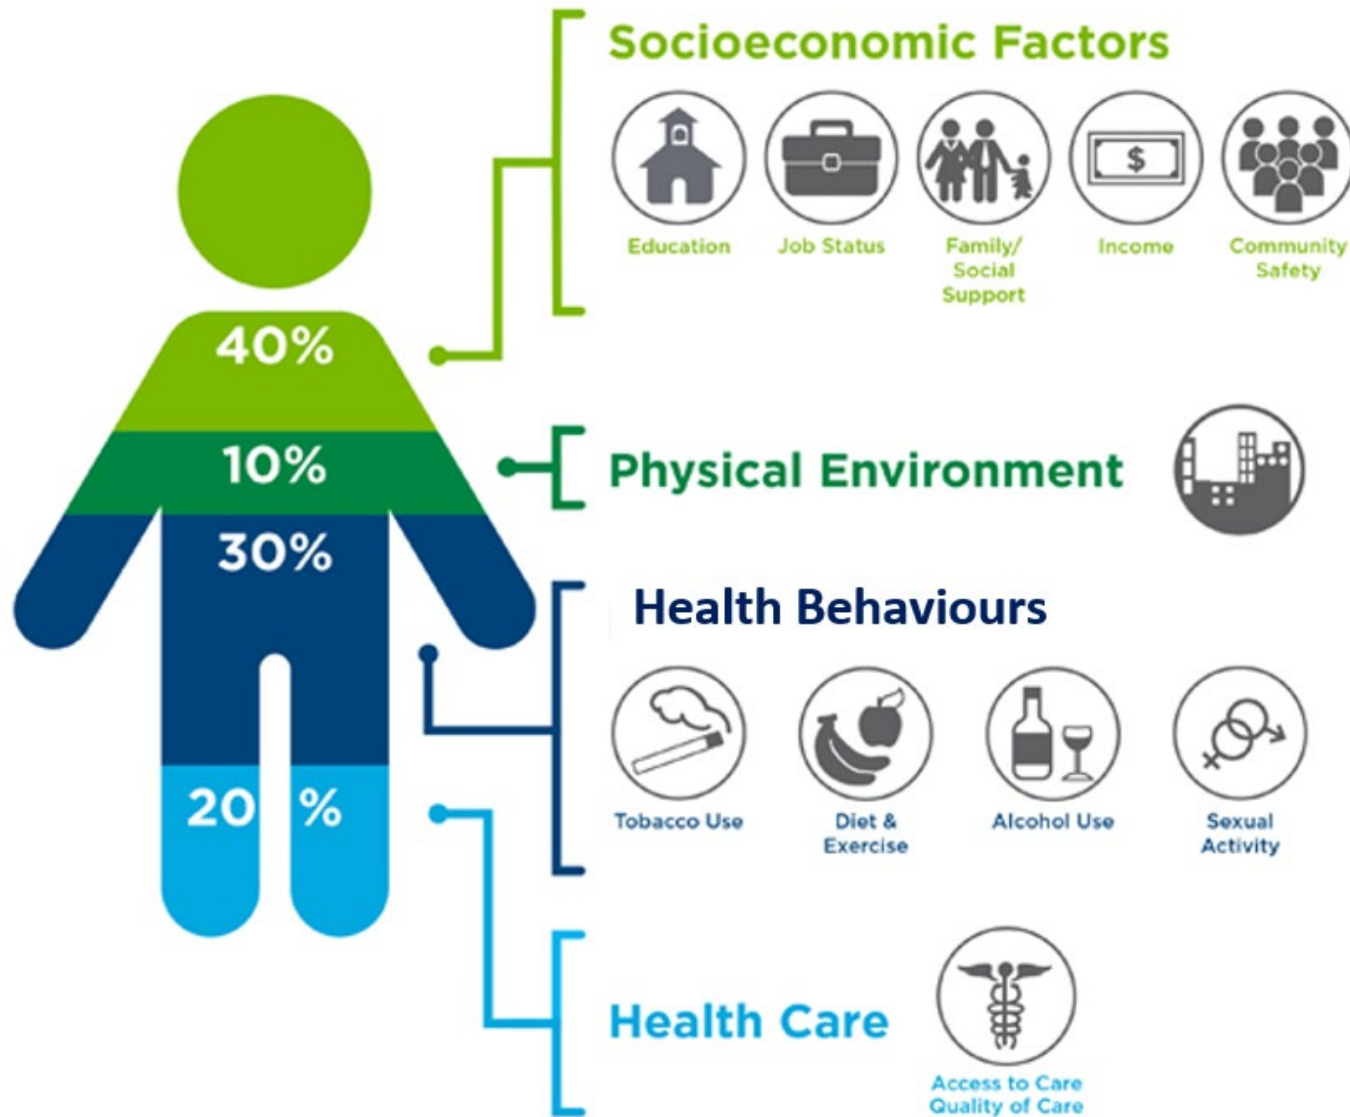 Socioeconomic Factors
$
Education
Job Status
Family/
Social
Support
Income
Community
Safety
40%
10%
Physical Environment
30%
Health Behaviours
Tobacco Use
Diet &
Exercise
Alcohol Use
Sexual
Activity
20 %
Health Care
Access to Care
Quality of Care